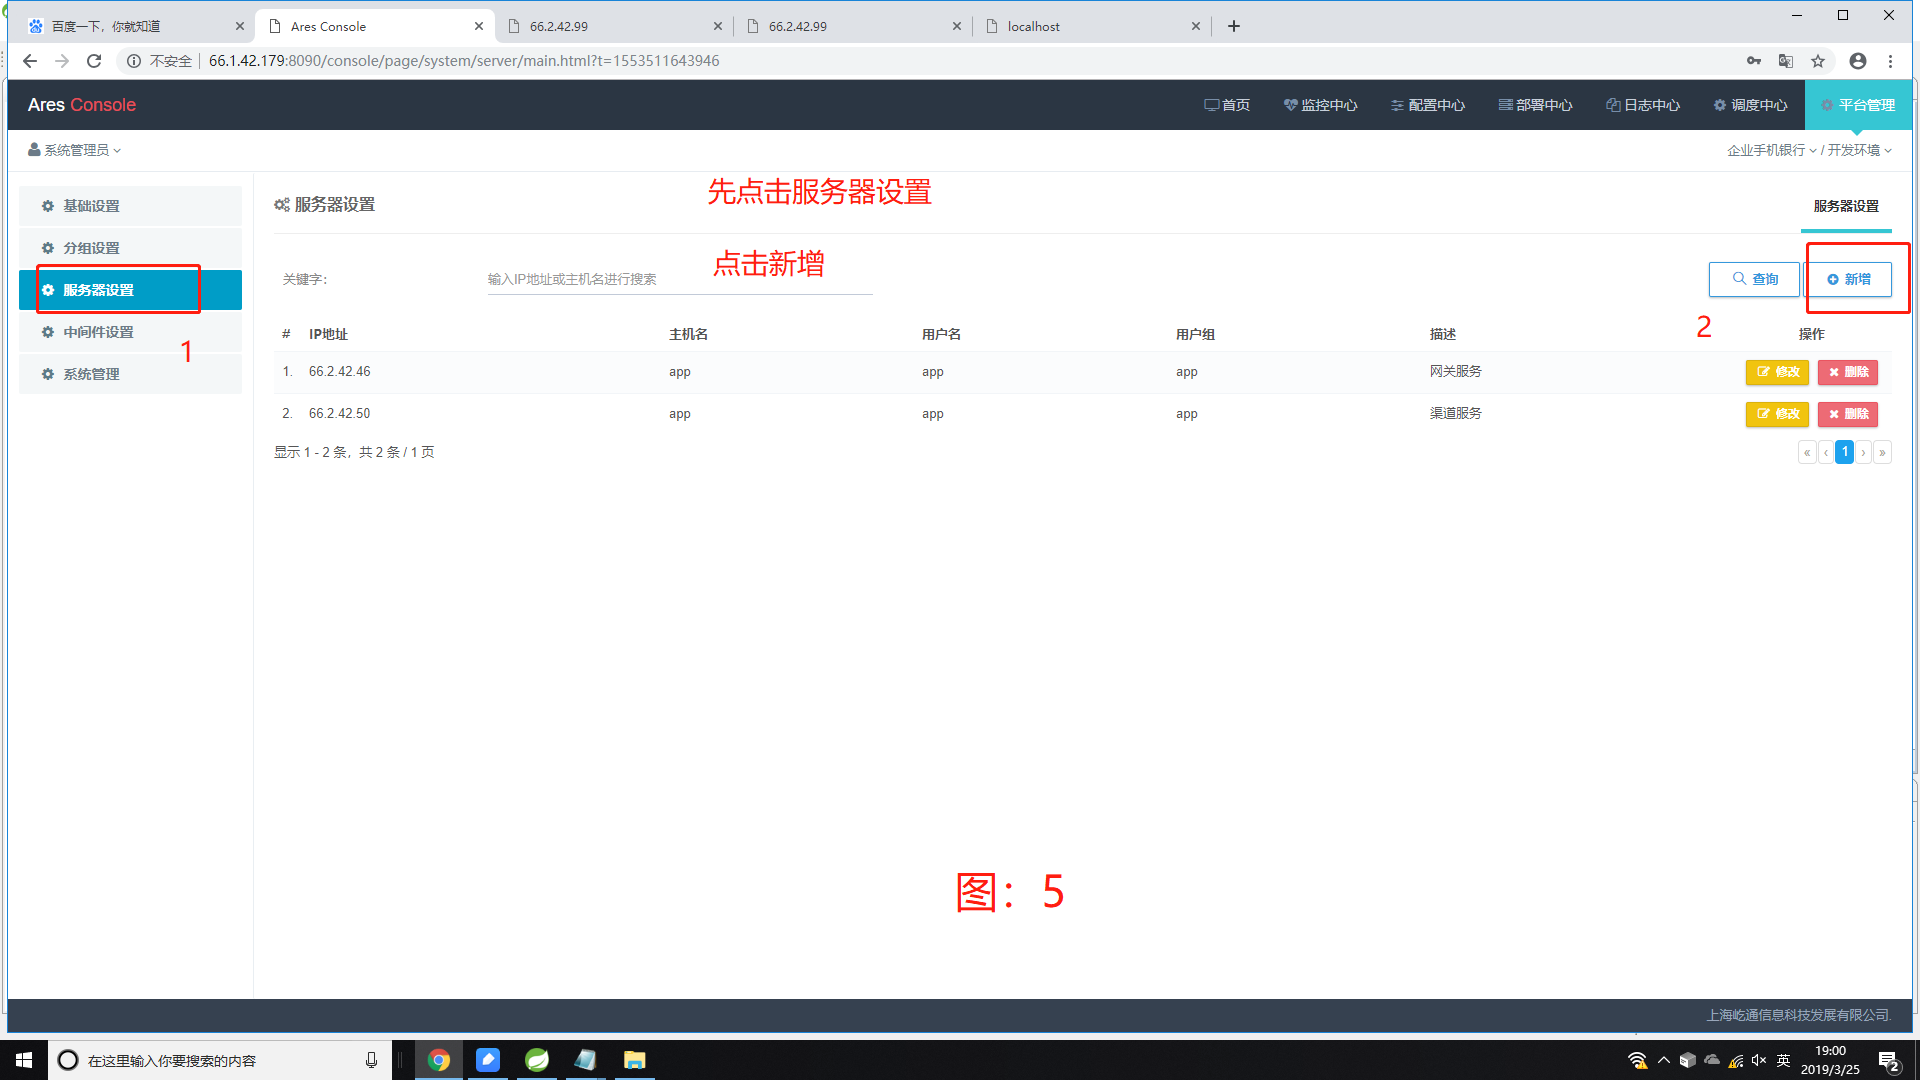 百度一下，你就知道
Ares Console
66.2.42.99
66.2.42.99
localhost
不安全
66.1.42.179:8090/console/page/system/server/main.html?t=1553511643946
Ares Console
首页
监控中心
配置中心
部署中心
日志中心
调度中心
平台管理
系统管理员
企业手机银行 / 开发环境
基础设置
分组设置
服务器设置
中间件设置
系统管理
1
服务器设置
先点击服务器设置
服务器设置
关键字：
输入IP地址或主机名进行搜索
点击新增
查询
新增
2
# IP地址 主机名 用户名 用户组 描述 操作
1. 66.2.42.46 app app app 网关服务 修改 删除
2. 66.2.42.50 app app app 渠道服务 修改 删除
显示 1 - 2 条，共 2 条 / 1 页
« ‹ 1 › »
图：5
上海屹通信息科技发展有限公司.
在这里输入你要搜索的内容
英
19:00
2019/3/25
2